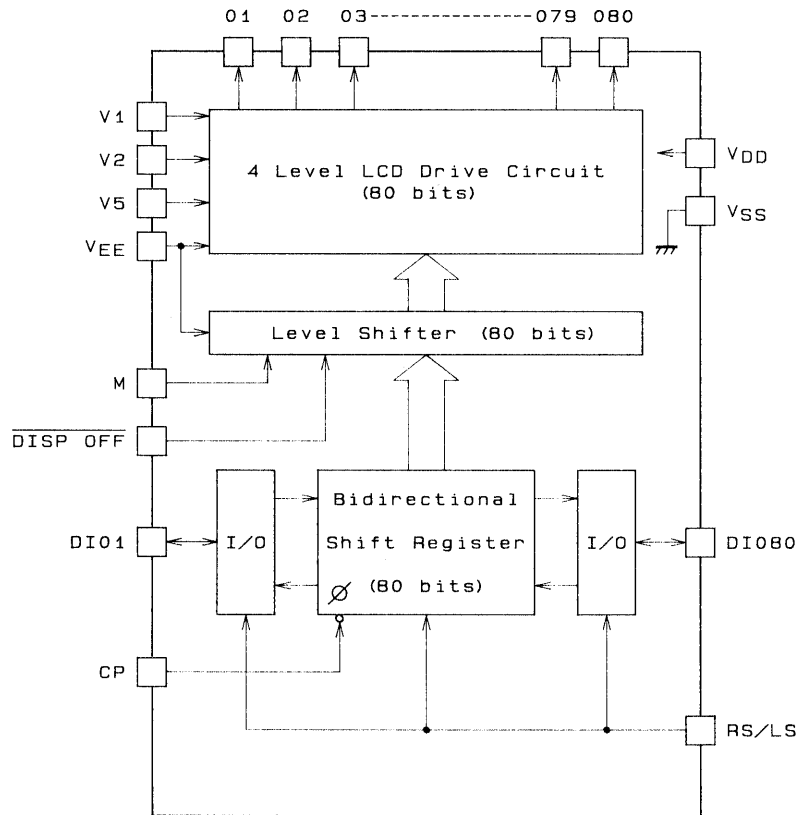 O1 O2 O3---------------O79 O80
V1
V2
V5
VEE
4 Level LCD Drive Circuit
(80 bits)
VDD
VSS
Level Shifter (80 bits)
M
DISP OFF
DIO1
I/O
Bidirectional
Shift Register
(80 bits)
I/O
DIO80
ø
CP
RS/LS